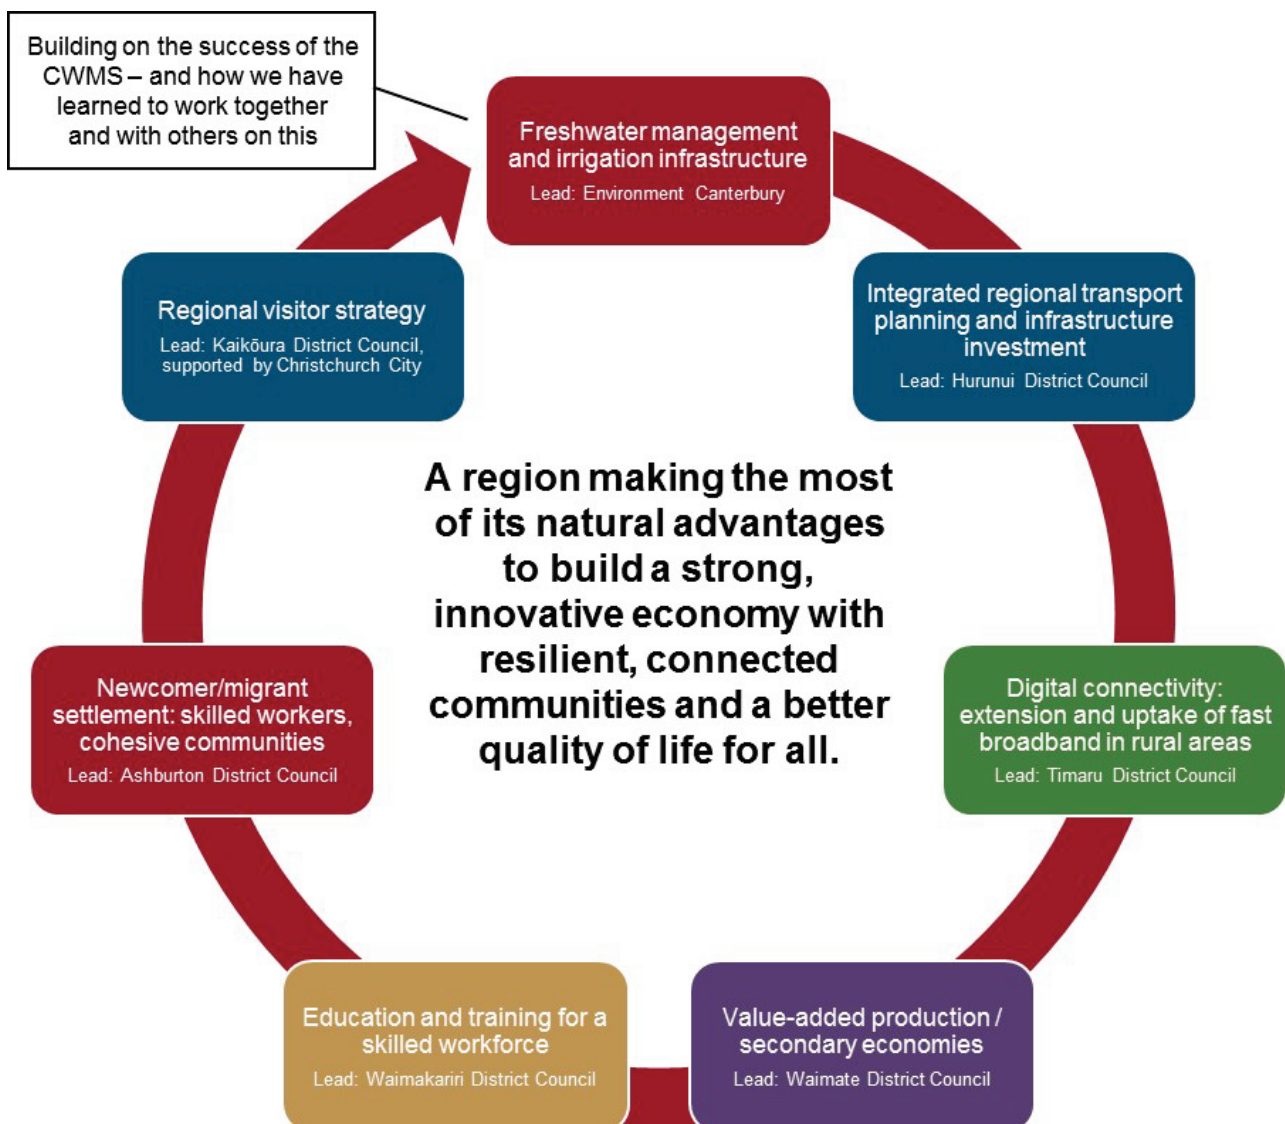 Building on the success of the
CWMS – and how we have
learned to work together
and with others on this
Freshwater management
and irrigation infrastructure
Lead: Environment Canterbury
Integrated regional transport
planning and infrastructure
investment
Lead: Hurunui District Council
Digital connectivity:
extension and uptake of fast
broadband in rural areas
Lead: Timaru District Council
Value-added production /
secondary economies
Lead: Waimate District Council
Education and training for a
skilled workforce
Lead: Waimakariri District Council
Newcomer/migrant
settlement: skilled workers,
cohesive communities
Lead: Ashburton District Council
Regional visitor strategy
Lead: Kaikōura District Council,
supported by Christchurch City
A region making the most
of its natural advantages
to build a strong,
innovative economy with
resilient, connected
communities and a better
quality of life for all.